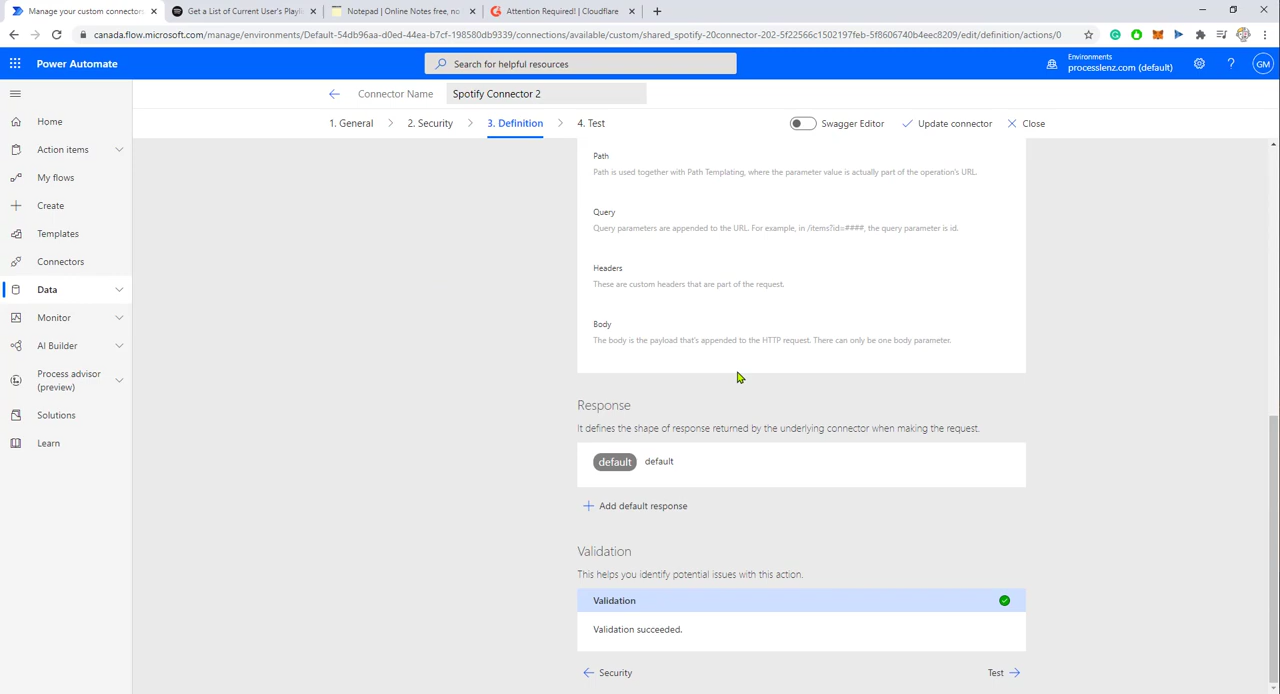 Manage your custom connectors
Get a List of Current User's Playli
Notepad | Online Notes free, no
Attention Required! | Cloudflare
canada.flow.microsoft.com/manage/environments/Default-54db96aa-d0ed-44ea-b7cf-198580db9339/connections/available/custom/shared_spotify-20connector-202-5f22566c1502197feb-5f8606740b4eec8209/edit/definition/actions/0
Power Automate
Search for helpful resources
Environments
processlenz.com (default)
?
GM
Connector Name
Spotify Connector 2
1. General
2. Security
3. Definition
4. Test
Swagger Editor
Update connector
Close
Home
Action items
My flows
Create
Templates
Connectors
Data
Monitor
AI Builder
Process advisor
(preview)
Solutions
Learn
Path
Path is used together with Path Templating, where the parameter value is actually part of the operation's URL.
Query
Query parameters are appended to the URL. For example, in /items?id=####, the query parameter is id.
Headers
These are custom headers that are part of the request.
Body
The body is the payload that's appended to the HTTP request. There can only be one body parameter.
Response
It defines the shape of response returned by the underlying connector when making the request.
default default
Add default response
Validation
This helps you identify potential issues with this action.
Validation
Validation succeeded.
Security
Test